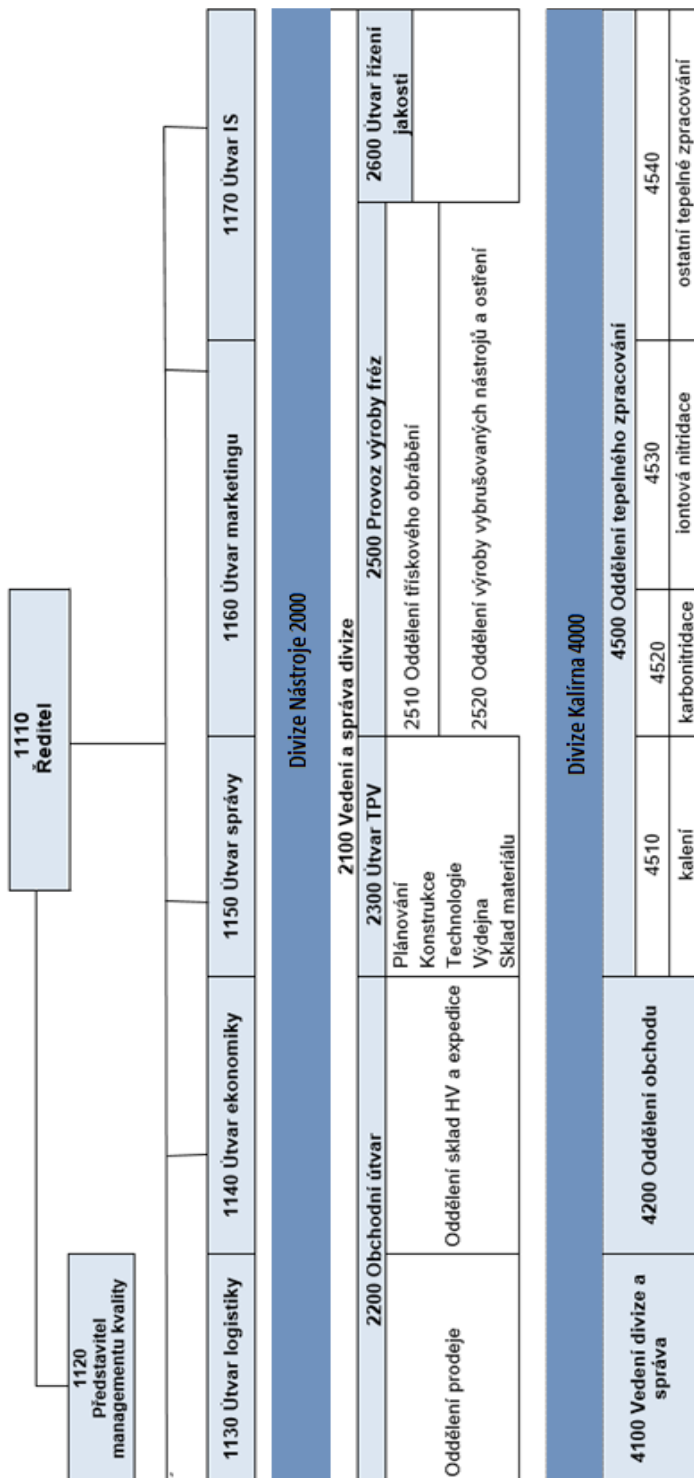 1110
Ředitel
1120
Představitel
managementu kvality
1130 Útvar logistiky
1140 Útvar ekonomiky
1150 Útvar správy
1160 Útvar marketingu
1170 Útvar IS
Divize Nástroje 2000
2100 Vedení a správa divize
2200 Obchodní útvar
2300 Útvar TPV
2500 Provoz výroby fréz
2600 Útvar řízení
jakosti
Oddělení prodeje
Oddělení sklad HV a expedice
Plánování
Konstrukce
Technologie
Výdejna
Sklad materiálu
2510 Oddělení třískového obrábění
2520 Oddělení výroby vybrušovaných nástrojů a ostření
Divize Kalírna 4000
4100 Vedení divize a
správa
4200 Oddělení obchodu
4500 Oddělení tepelného zpracování
4510
4520
4530
4540
kalení
karbonitridace
iontová nitridace
ostatní tepelné zpracování